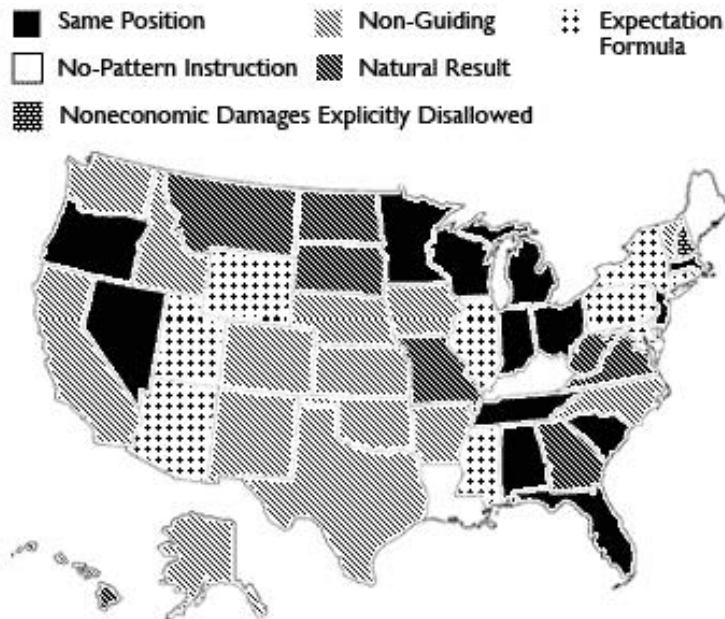 Same Position Non-Guiding Expectation
Formula
No-Pattern Instruction Natural Result
Noneconomic Damages Explicitly Disallowed